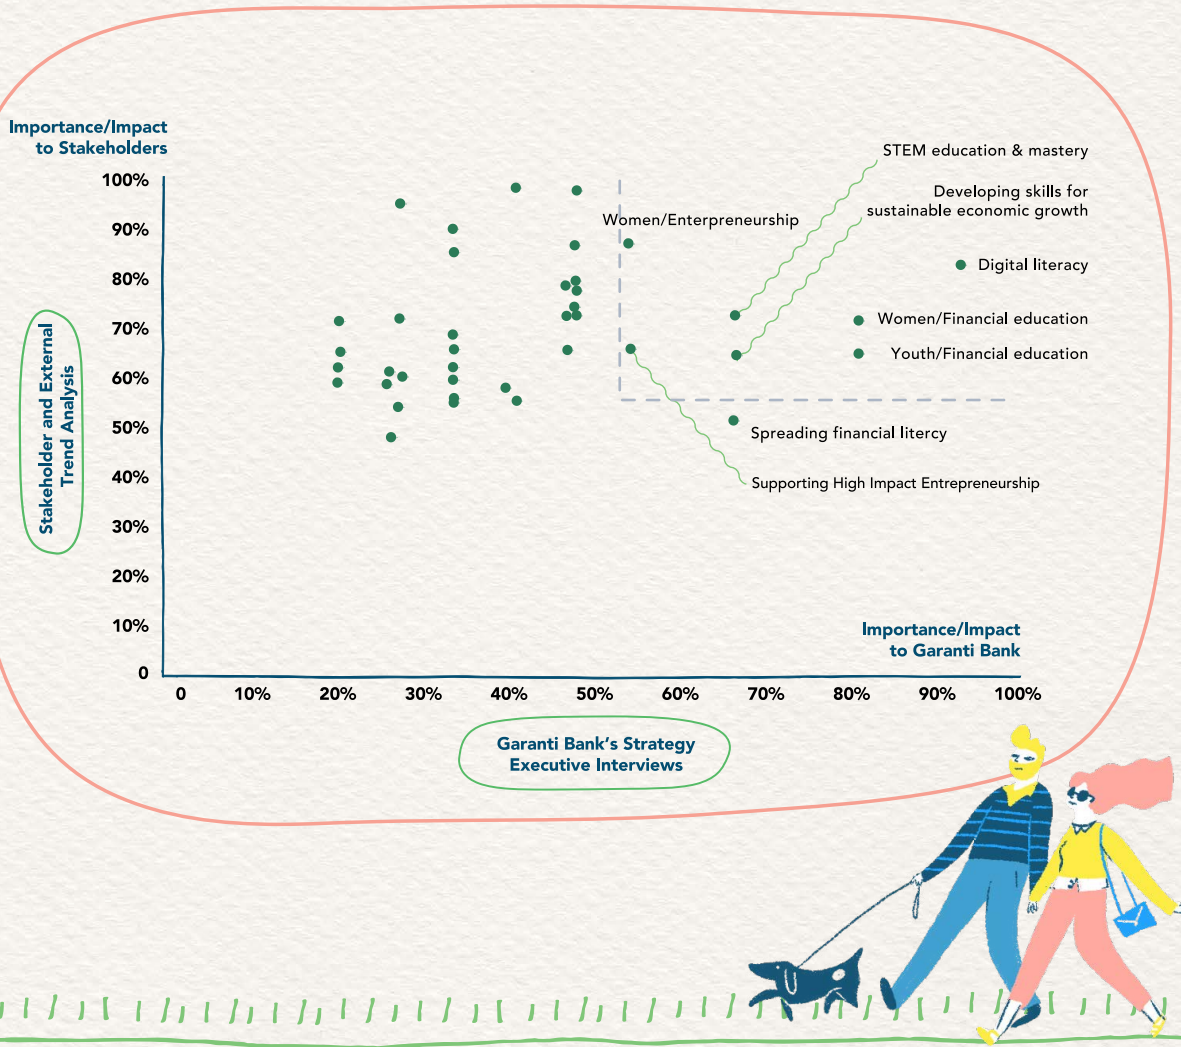 Importance/Impact
to Stakeholders
STEM education & mastery
100%
Developing skills for
sustainable economic growth
Women/Enterpreneurship
90%
Digital literacy
80%
Women/Financial education
70%
Youth/Financial education
60%
Stakeholder and External
Trend Analysis
50%
Spreading financial litercy
40%
Supporting High Impact Entrepreneurship
30%
20%
10%
Importance/Impact
to Garanti Bank
0
0 10% 20% 30% 40% 50% 60% 70% 80% 90% 100%
Garanti Bank's Strategy
Executive Interviews